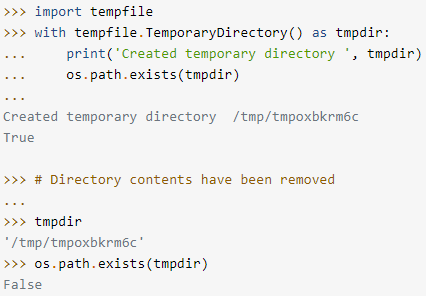 >>> import tempfile
>>> with tempfile.TemporaryDirectory() as tmpdir:
...     print('Created temporary directory ', tmpdir)
...     os.path.exists(tmpdir)
...
Created temporary directory  /tmp/tmpoxbkrm6c
True

>>> # Directory contents have been removed
...
>>> tmpdir
'/tmp/tmpoxbkrm6c'
>>> os.path.exists(tmpdir)
False